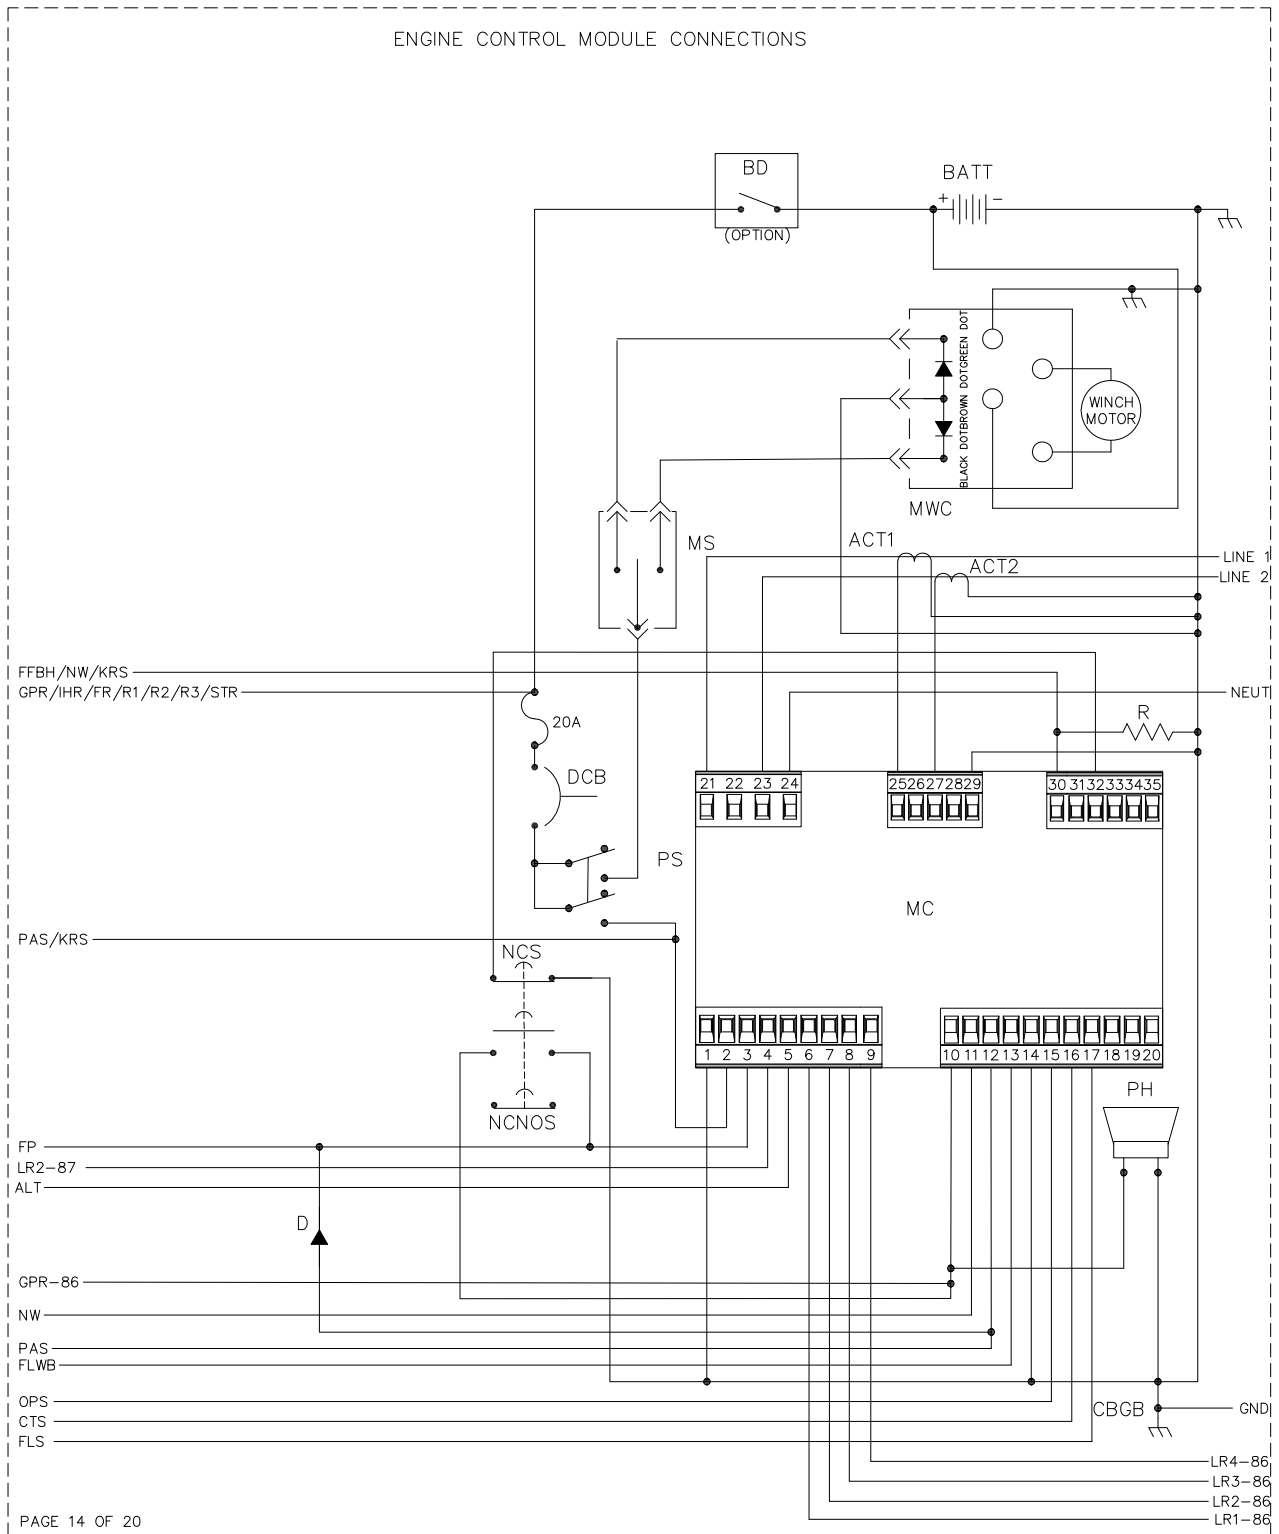 ENGINE CONTROL MODULE CONNECTIONS
BD
(OPTION)
BATT
+ −
GREEN DOT
BROWN DOT
BLACK DOT
WINCH
MOTOR
MWC
MS
ACT1
ACT2
LINE 1
LINE 2
FFBH/NW/KRS
GPR/IHR/FR/R1/R2/R3/STR
NEUT
20A
R
DCB
21 22 23 24
25 26 27 28 29
30 31 32 33 34 35
PS
MC
PAS/KRS
NCS
1 2 3 4 5 6 7 8 9
10 11 12 13 14 15 16 17 18 19 20
PH
NCNOS
FP
LR2-87
ALT
D
GPR-86
NW
PAS
FLWB
OPS
CBGB
GND
CTS
FLS
LR4-86
LR3-86
LR2-86
LR1-86
PAGE 14 OF 20